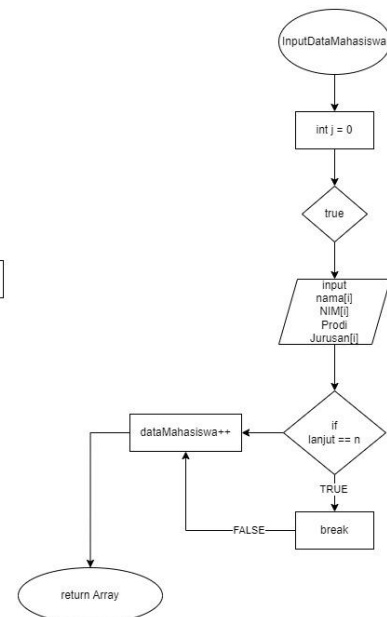 InputDataMahasiswa
int j = 0
true
input
nama[i]
NIM[i]
Prodi
Jurusan[i]
if
lanjut == n
dataMahasiswa++
TRUE
FALSE
break
return Array